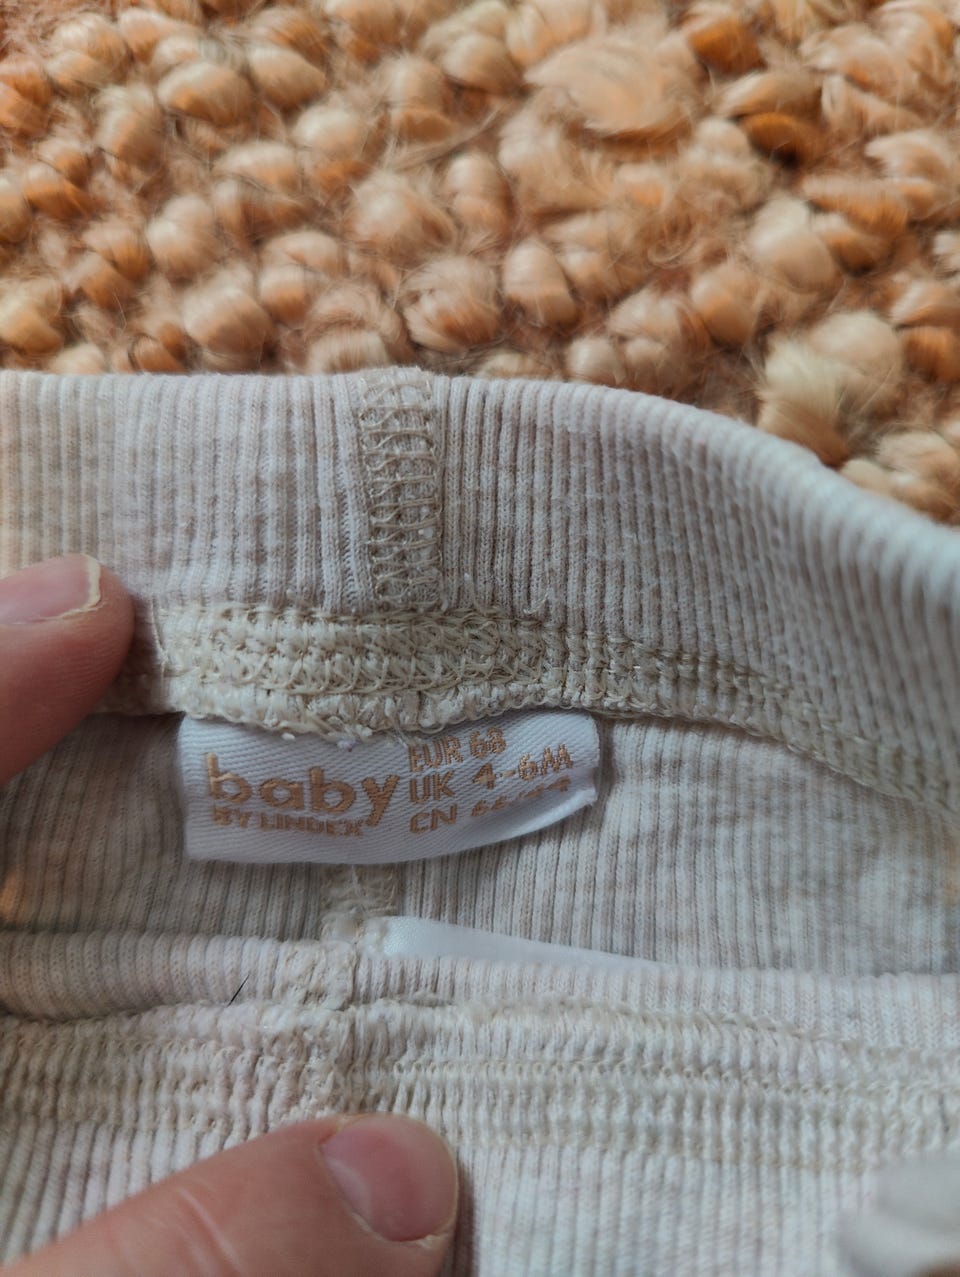 baby
BY LINDEX
EUR 68
UK 4-6M
CN